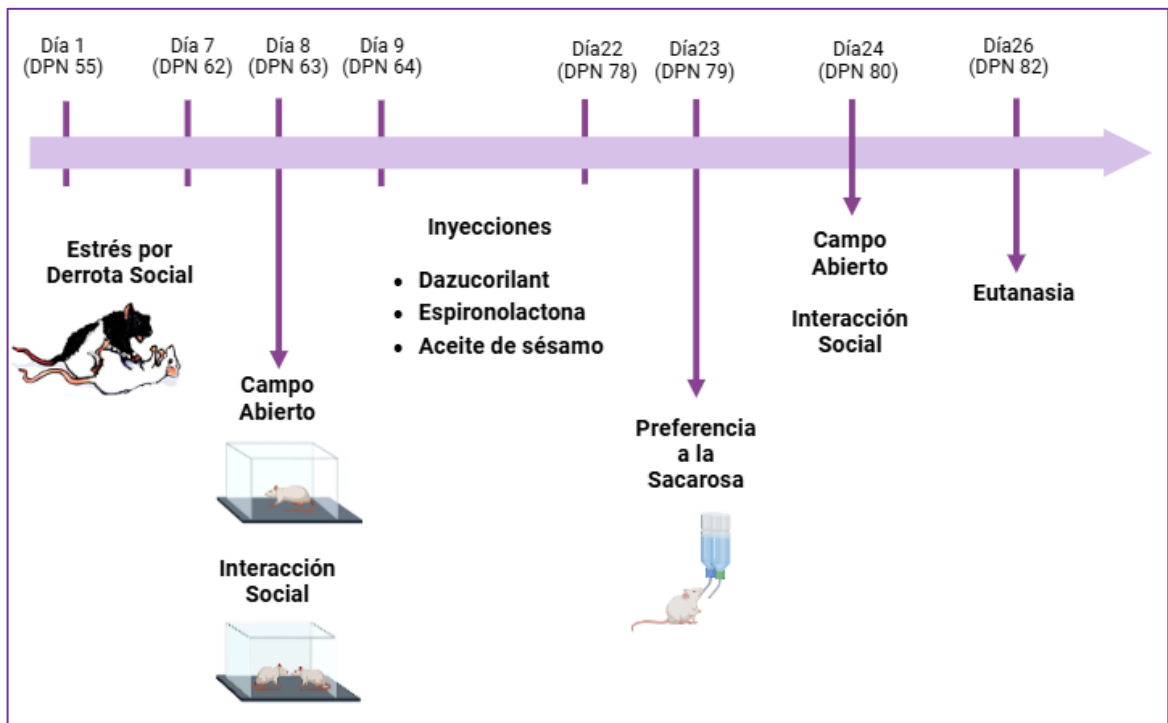 Día 1
(DPN 55)
Día 7
(DPN 62)
Día 8
(DPN 63)
Día 9
(DPN 64)
Día22
(DPN 78)
Día23
(DPN 79)
Día24
(DPN 80)
Día26
(DPN 82)
Estrés por
Derrota Social
Campo
Abierto
Interacción
Social
Inyecciones
• Dazucorilant
• Espironolactona
• Aceite de sésamo
Preferencia
a la
Sacarosa
Campo
Abierto
Interacción
Social
Eutanasia